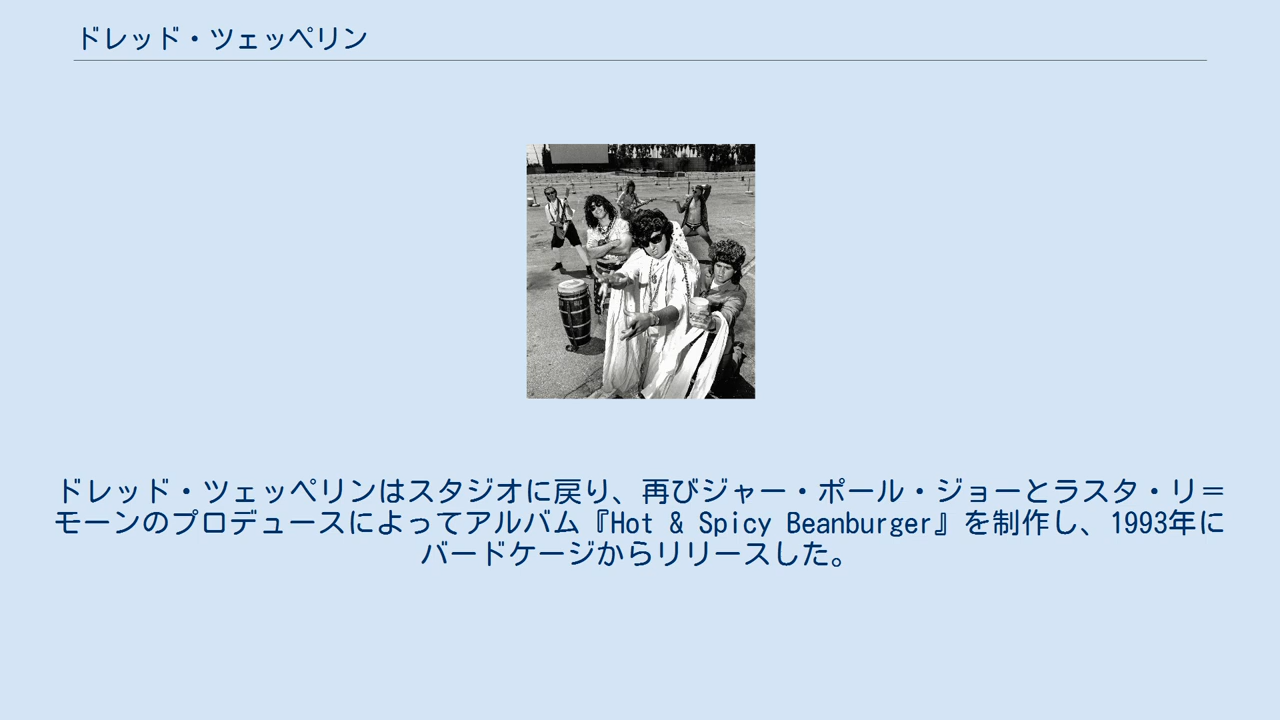 ドレッド・ツェッペリン
ドレッド・ツェッペリンはスタジオに戻り、再びジャー・ポール・ジョーとラスタ・リ＝
モーンのプロデュースによってアルバム『Hot & Spicy Beanburger』を制作し、1993年に
バードケージからリリースした。